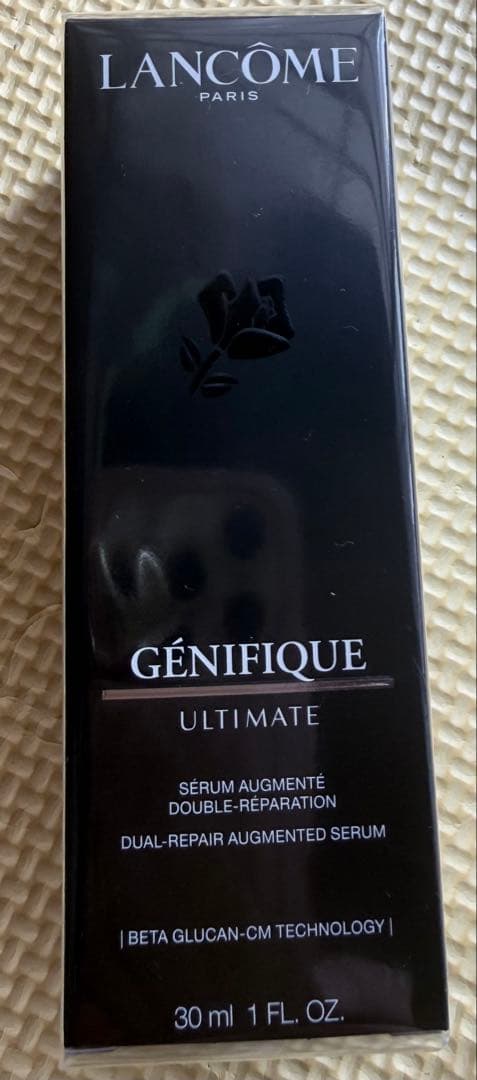 LANCÔME
PARIS
GÉNIFIQUE
ULTIMATE
SÉRUM AUGMENTÉ
DOUBLE-RÉPARATION
DUAL-REPAIR AUGMENTED SERUM
| BETA GLUCAN-CM TECHNOLOGY |
30 ml 1 FL. OZ.